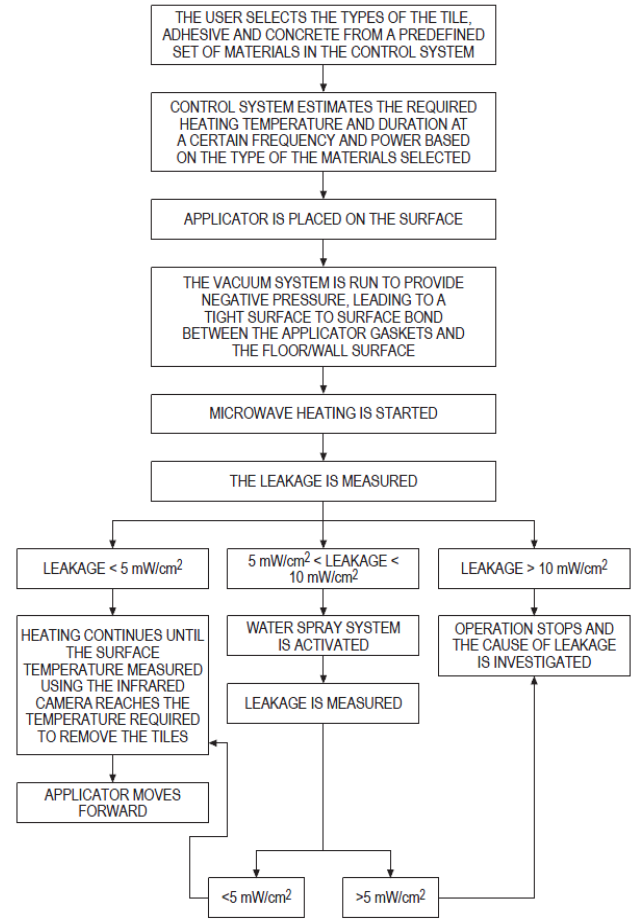 THE USER SELECTS THE TYPES OF THE TILE,
ADHESIVE AND CONCRETE FROM A PREDEFINED
SET OF MATERIALS IN THE CONTROL SYSTEM
CONTROL SYSTEM ESTIMATES THE REQUIRED
HEATING TEMPERATURE AND DURATION AT
A CERTAIN FREQUENCY AND POWER BASED
ON THE TYPE OF THE MATERIALS SELECTED
APPLICATOR IS PLACED ON THE SURFACE
THE VACUUM SYSTEM IS RUN TO PROVIDE
NEGATIVE PRESSURE, LEADING TO A
TIGHT SURFACE TO SURFACE BOND
BETWEEN THE APPLICATOR GASKETS AND
THE FLOOR/WALL SURFACE
MICROWAVE HEATING IS STARTED
THE LEAKAGE IS MEASURED
LEAKAGE < 5 mW/cm²
5 mW/cm² < LEAKAGE <
10 mW/cm²
LEAKAGE > 10 mW/cm²
HEATING CONTINUES UNTIL
THE SURFACE
TEMPERATURE MEASURED
USING THE INFRARED
CAMERA REACHES THE
TEMPERATURE REQUIRED
TO REMOVE THE TILES
WATER SPRAY SYSTEM
IS ACTIVATED
OPERATION STOPS AND
THE CAUSE OF LEAKAGE
IS INVESTIGATED
LEAKAGE IS MEASURED
APPLICATOR MOVES
FORWARD
<5 mW/cm²
>5 mW/cm²